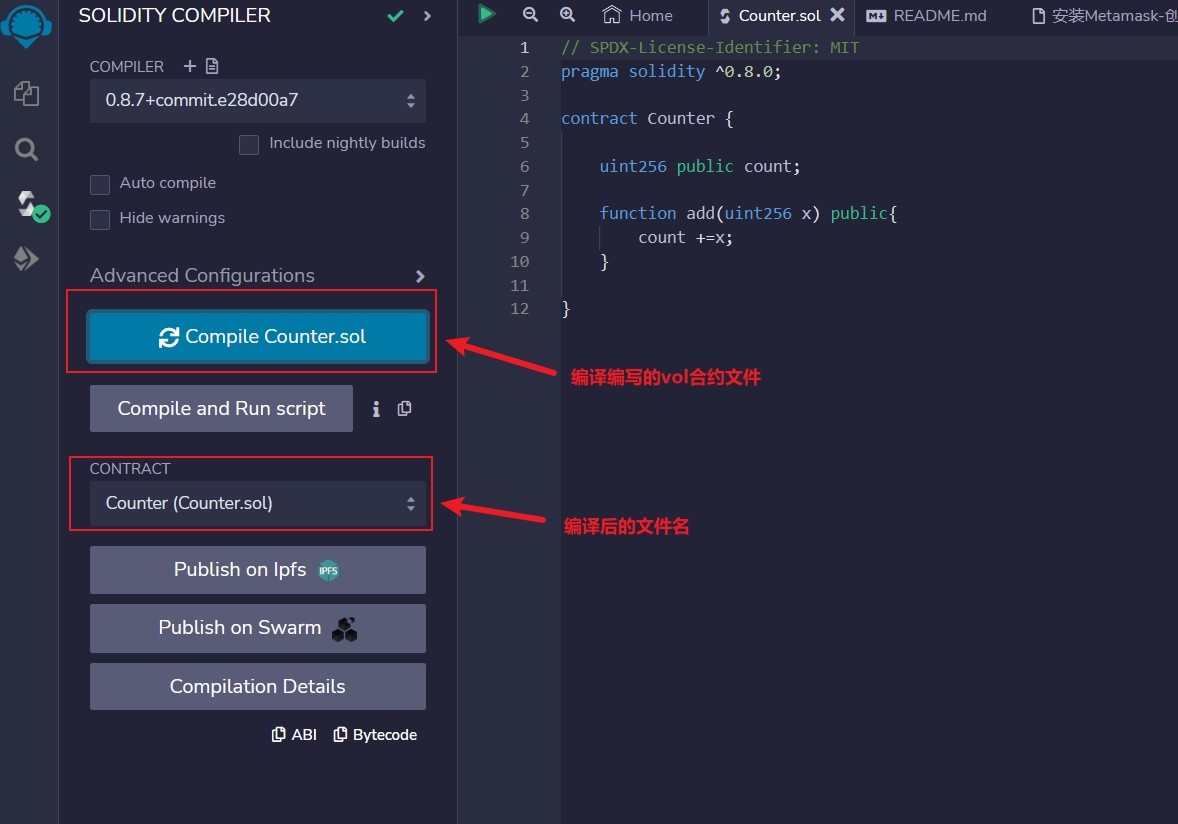 SOLIDITY COMPILER
COMPILER
0.8.7+commit.e28d00a7
Include nightly builds
Auto compile
Hide warnings
Advanced Configurations
Compile Counter.sol
Compile and Run script
CONTRACT
Counter (Counter.sol)
Publish on Ipfs IPFS
Publish on Swarm
Compilation Details
ABI Bytecode
Home Counter.sol README.md 安装Metamask-创
1 // SPDX-License-Identifier: MIT
2 pragma solidity ^0.8.0;
3
4 contract Counter {
5
6 uint256 public count;
7
8 function add(uint256 x) public{
9 count +=x;
10 }
11
12 }
编译编写的vol合约文件
编译后的文件名